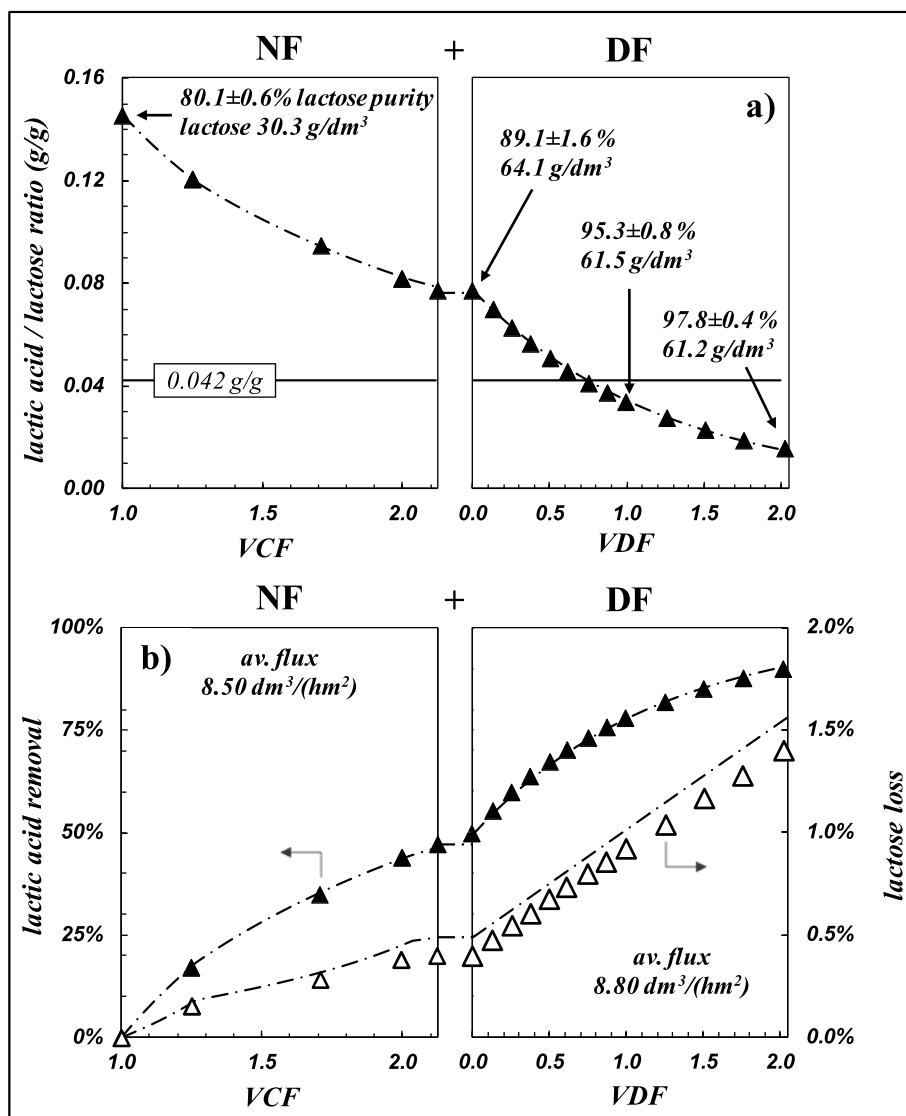 NF + DF
a)
lactic acid / lactose ratio (g/g)
0.16
0.12
0.08
0.04
0.00
80.1±0.6% lactose purity
lactose 30.3 g/dm³
89.1±1.6%
64.1 g/dm³
95.3±0.8%
61.5 g/dm³
97.8±0.4%
61.2 g/dm³
0.042 g/g
1.0 1.5 2.0
0.0 0.5 1.0 1.5 2.0
VCF
VDF
NF + DF
b)
lactic acid removal
100%
75%
50%
25%
0%
av. flux
8.50 dm³/(hm²)
av. flux
8.80 dm³/(hm²)
2.0%
1.5%
1.0%
0.5%
0.0%
lactose loss
1.0 1.5 2.0
0.0 0.5 1.0 1.5 2.0
VCF
VDF